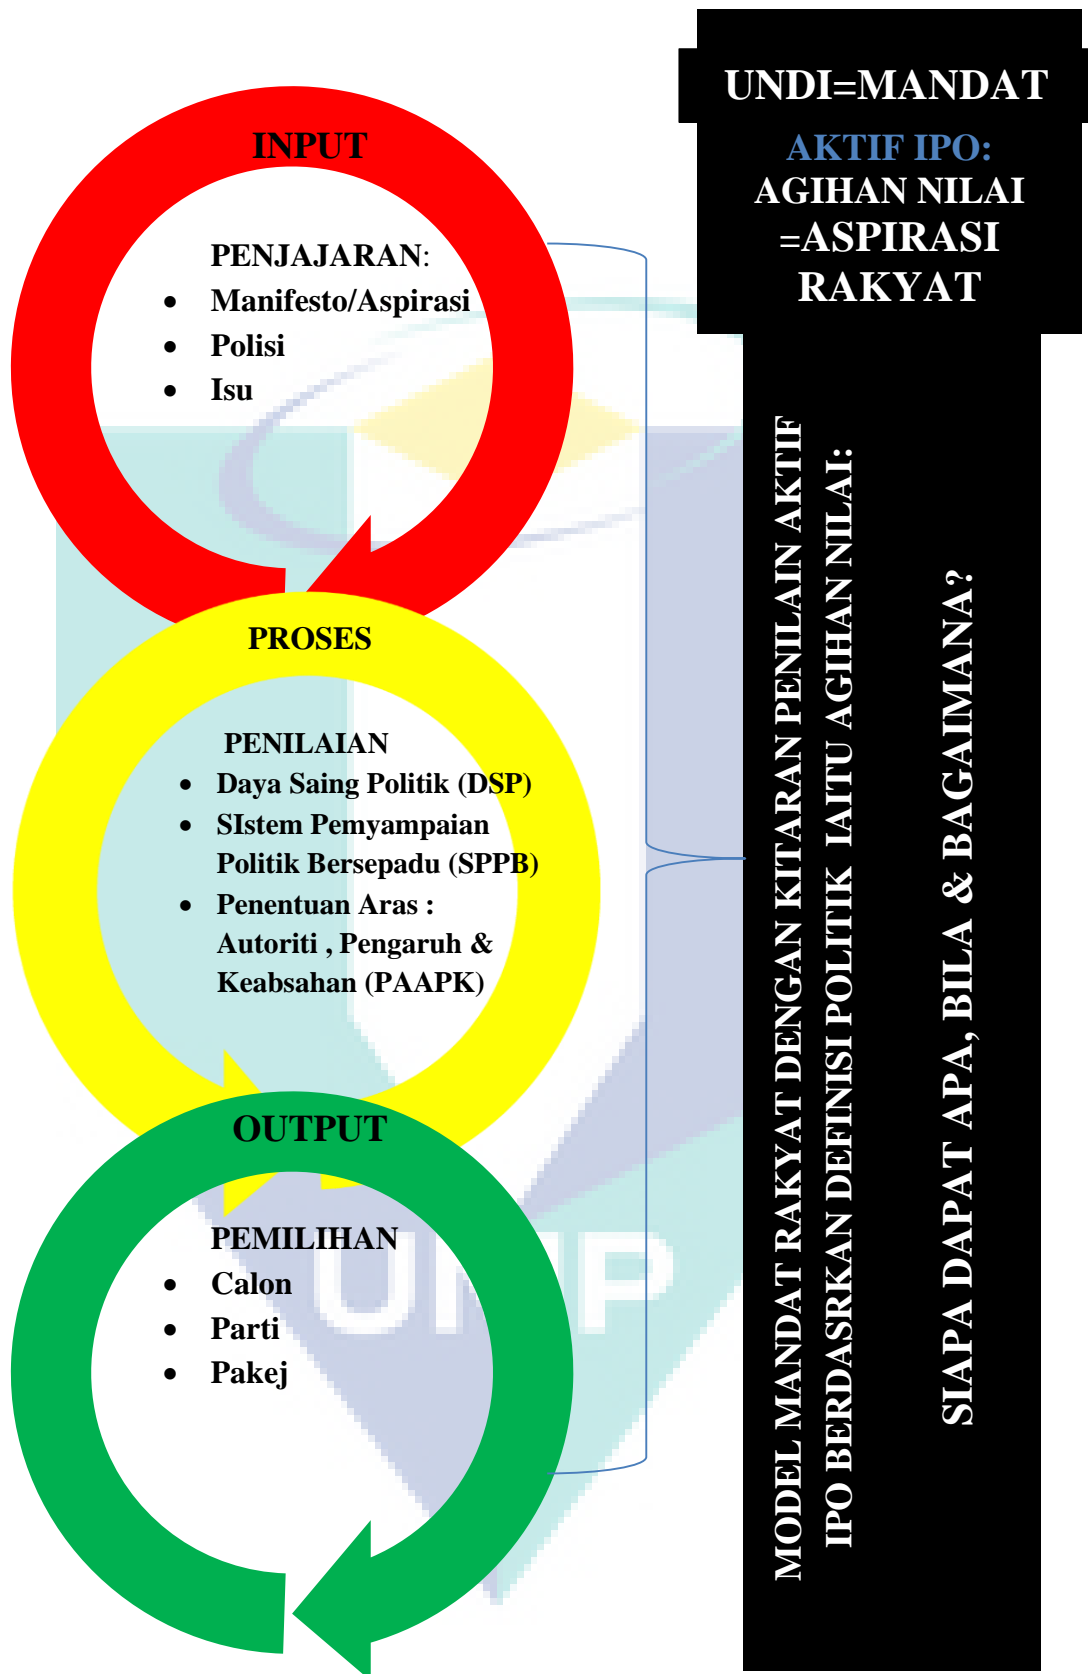 INPUT
PENJAJARAN:
• Manifesto/Aspirasi
• Polisi
• Isu
PROSES
PENILAIAN
• Daya Saing Politik (DSP)
• SIstem Pemyampaian
Politik Bersepadu (SPPB)
• Penentuan Aras :
Autoriti , Pengaruh &
Keabsahan (PAAPK)
OUTPUT
PEMILIHAN
• Calon
• Parti
• Pakej
UMP
UNDI=MANDAT
AKTIF IPO:
AGIHAN NILAI
=ASPIRASI
RAKYAT
MODEL MANDAT RAKYAT DENGAN KITARAN PENILAIN AKTIF
IPO BERDASRKAN DEFINISI POLITIK IAITU AGIHAN NILAI:
SIAPA DAPAT APA, BILA & BAGAIMANA?